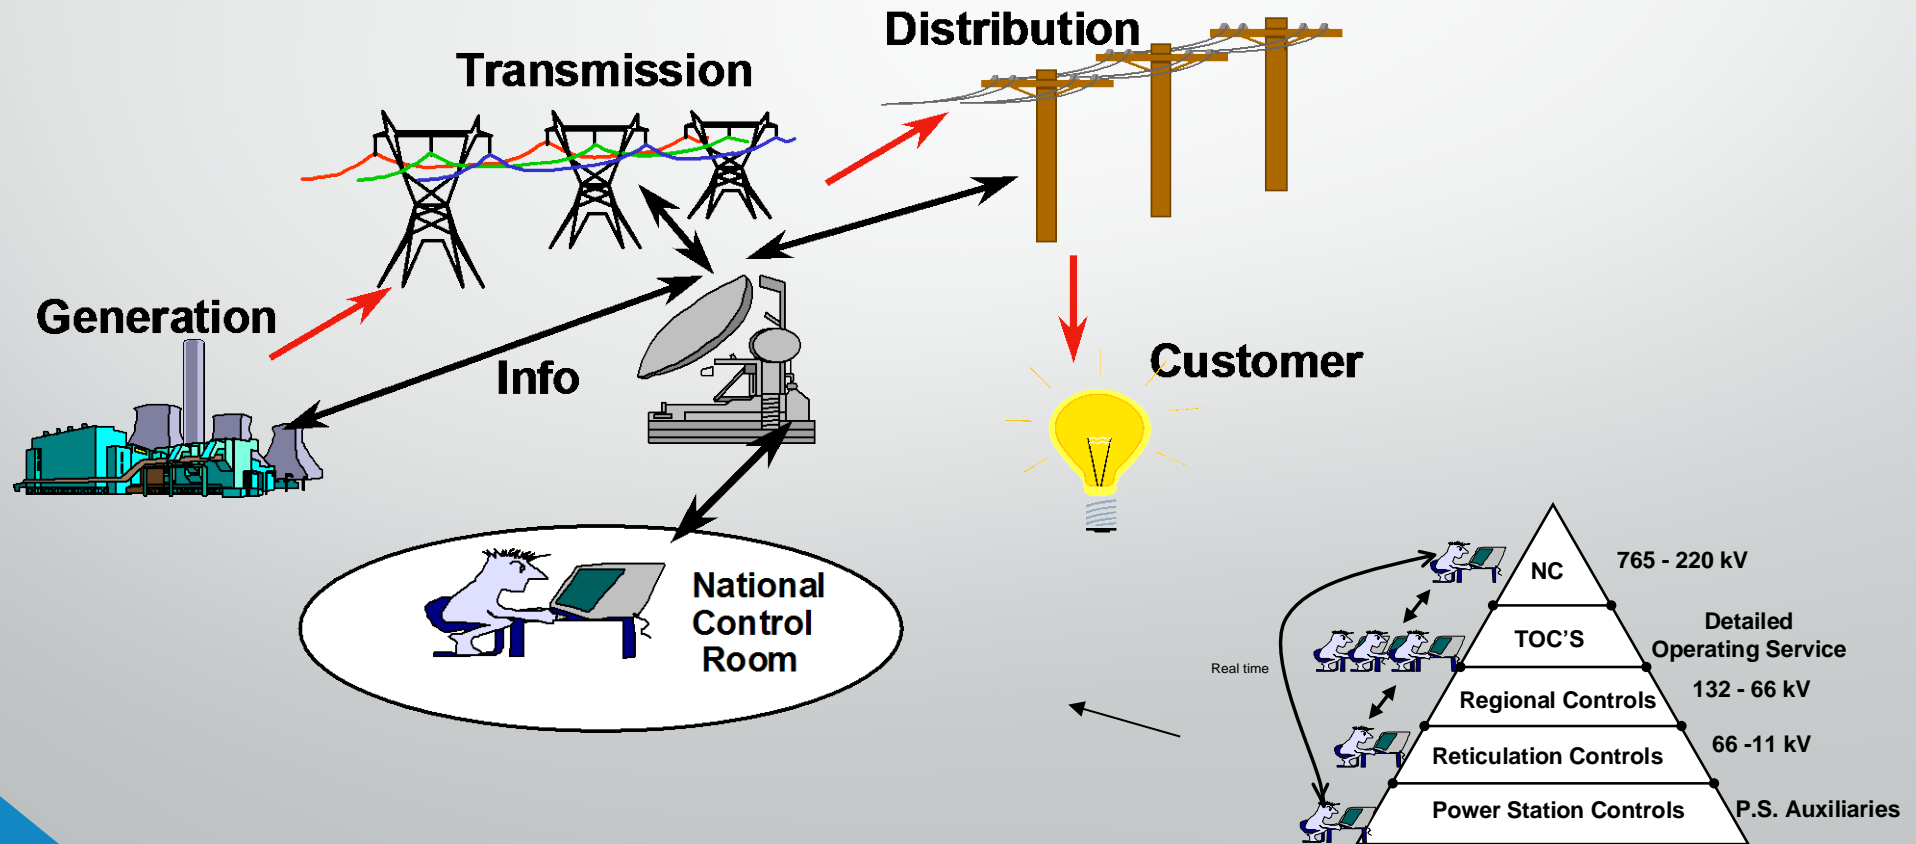 Distribution
Transmission
Generation
Info
Customer
National
Control
Room
NC
765 - 220 kV
TOC'S
Detailed
Operating Service
Real time
Regional Controls
132 - 66 kV
Reticulation Controls
66 -11 kV
Power Station Controls
P.S. Auxiliaries